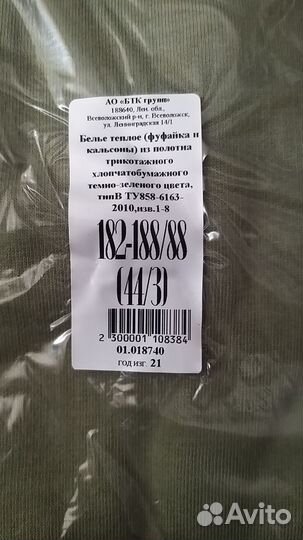 АО «БТК групп»
188640, Лен. обл.,
Всеволожский р-н, г. Всеволожск,
ул. Ленинградская 14/1
Белье теплое (фуфайка и
кальсоны) из полотна
трикотажного
хлопчатобумажного
темно-зеленого цвета,
типВ ТУ858-6163-
2010,изв.1-8
182-188/88
(44/3)
2 300001 108384
01.018740
год изг 21
Avito